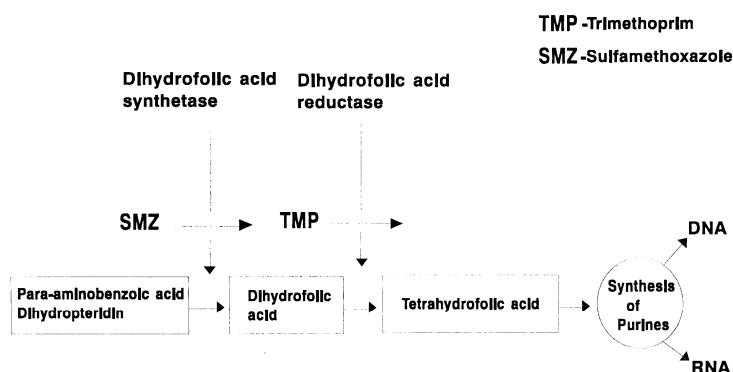 TMP-Trimethoprim
SMZ-Sulfamethoxazole
Dihydrofolic acid
synthetase
Dihydrofolic acid
reductase
SMZ
TMP
DNA
Para-aminobenzoic acid
Dihydropteridin
Dihydrofolic
acid
Tetrahydrofolic acid
Synthesis
of
Purines
RNA